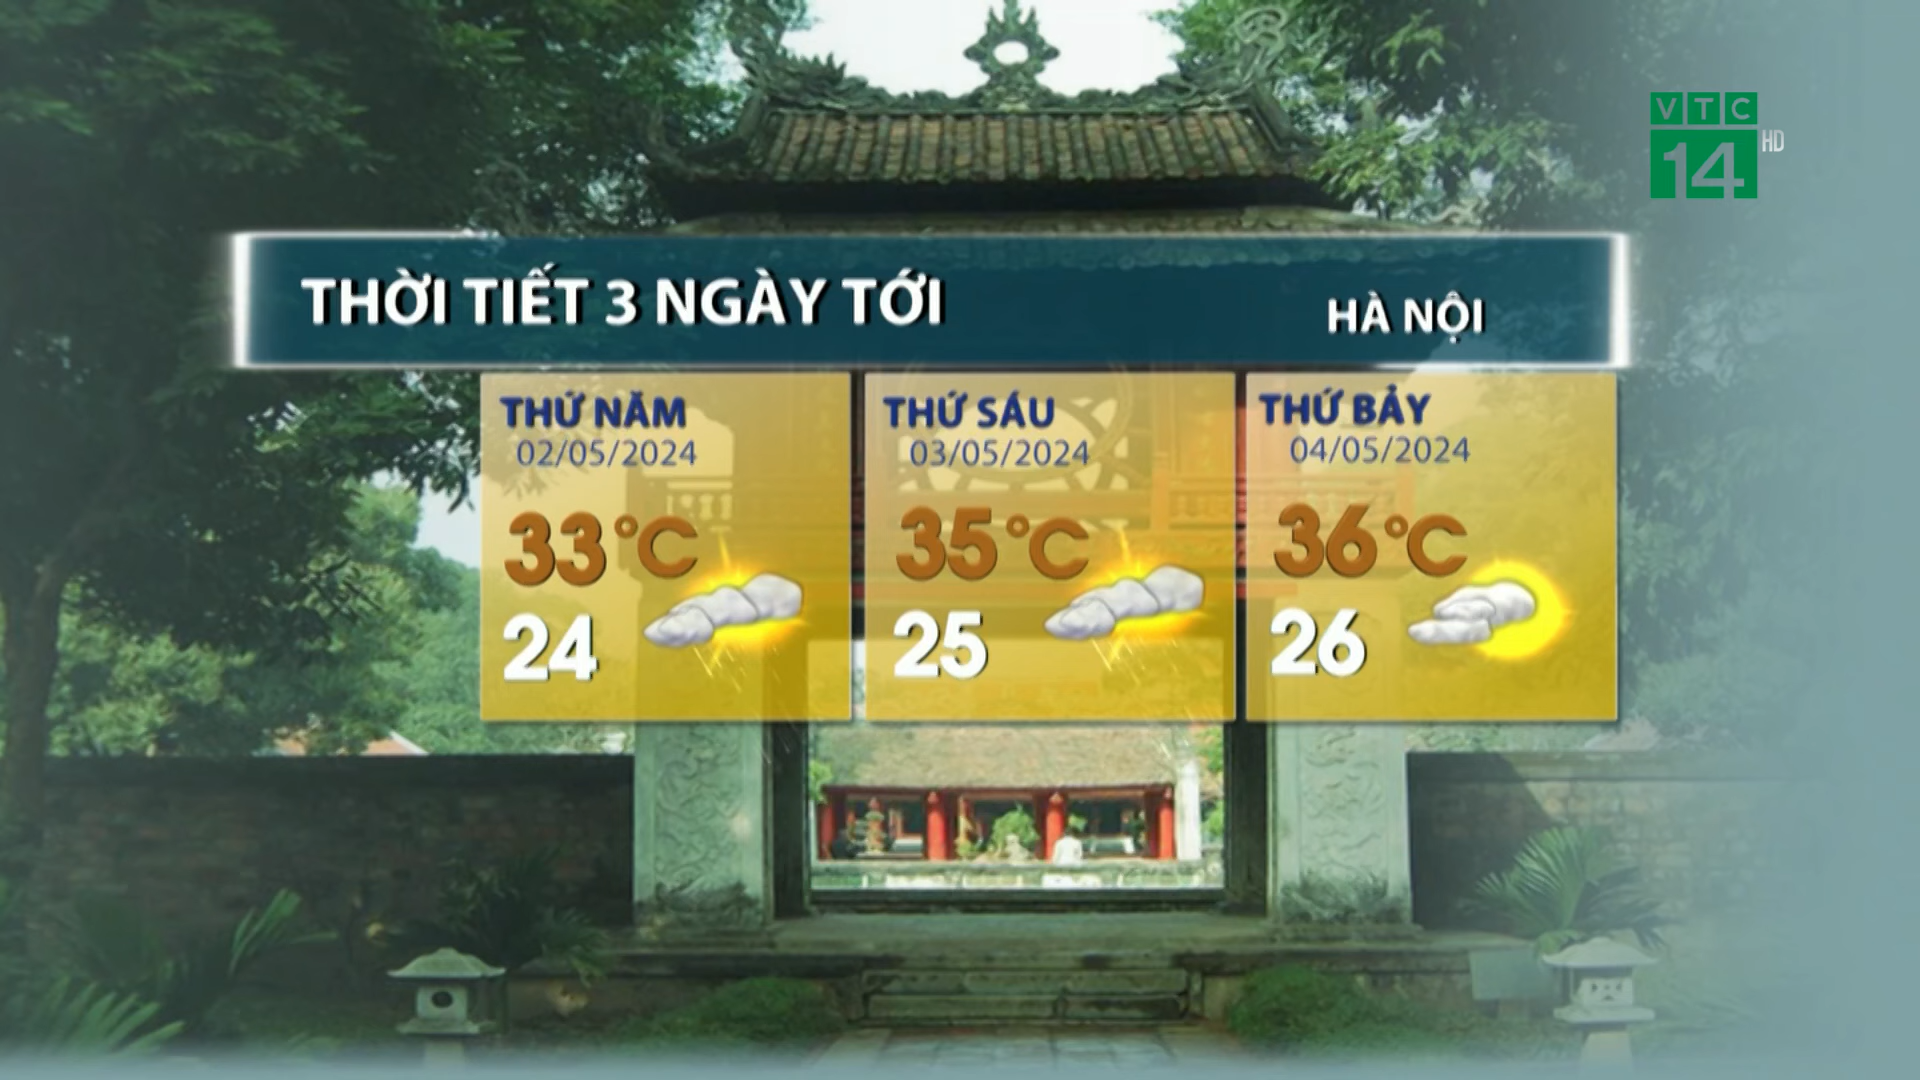 VTC
14 HD
THỜI TIẾT 3 NGÀY TỚI
HÀ NỘI
THỨ NĂM
02/05/2024
33°C
24
THỨ SÁU
03/05/2024
35°C
25
THỨ BẢY
04/05/2024
36°C
26